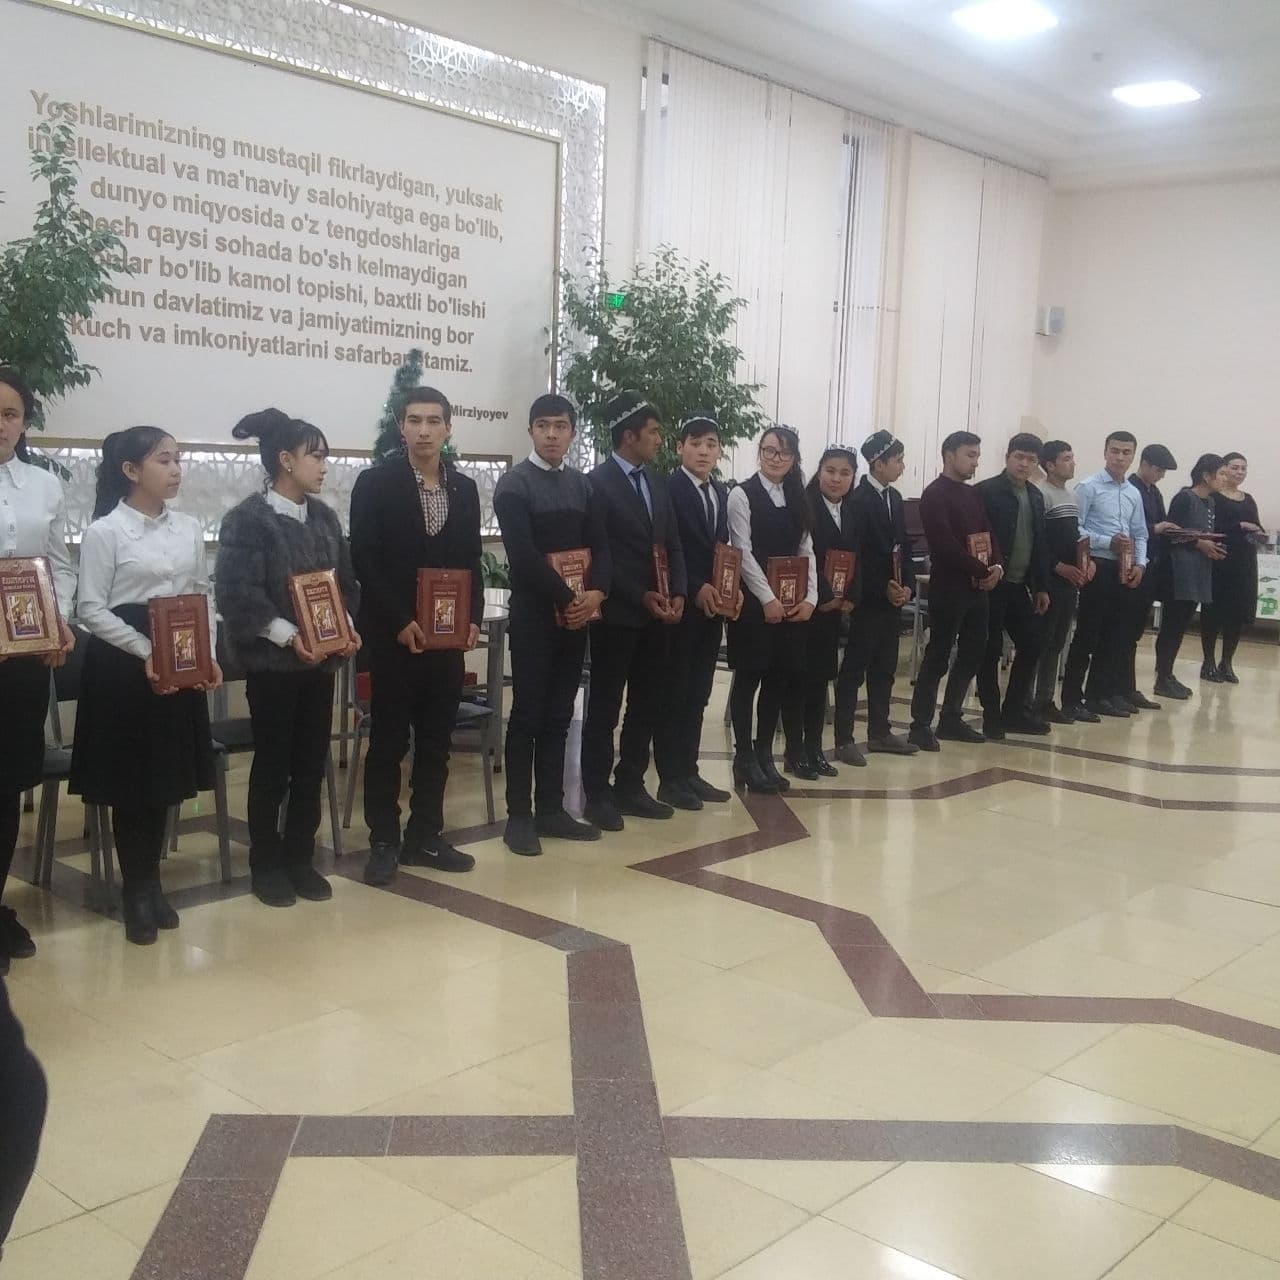 Yoshlarimizning mustaqil fikrlaydigan, yuksak
intellektual va ma'naviy salohiyatga ega bo'lib,
dunyo miqyosida o'z tengdoshlariga
hech qaysi sohada bo'sh kelmaydigan
bo'lib kamol topishi, baxtli bo'lishi
davlatimiz va jamiyatimizning bor
kuch va imkoniyatlarini safarbar etamiz.
Mirziyoyev